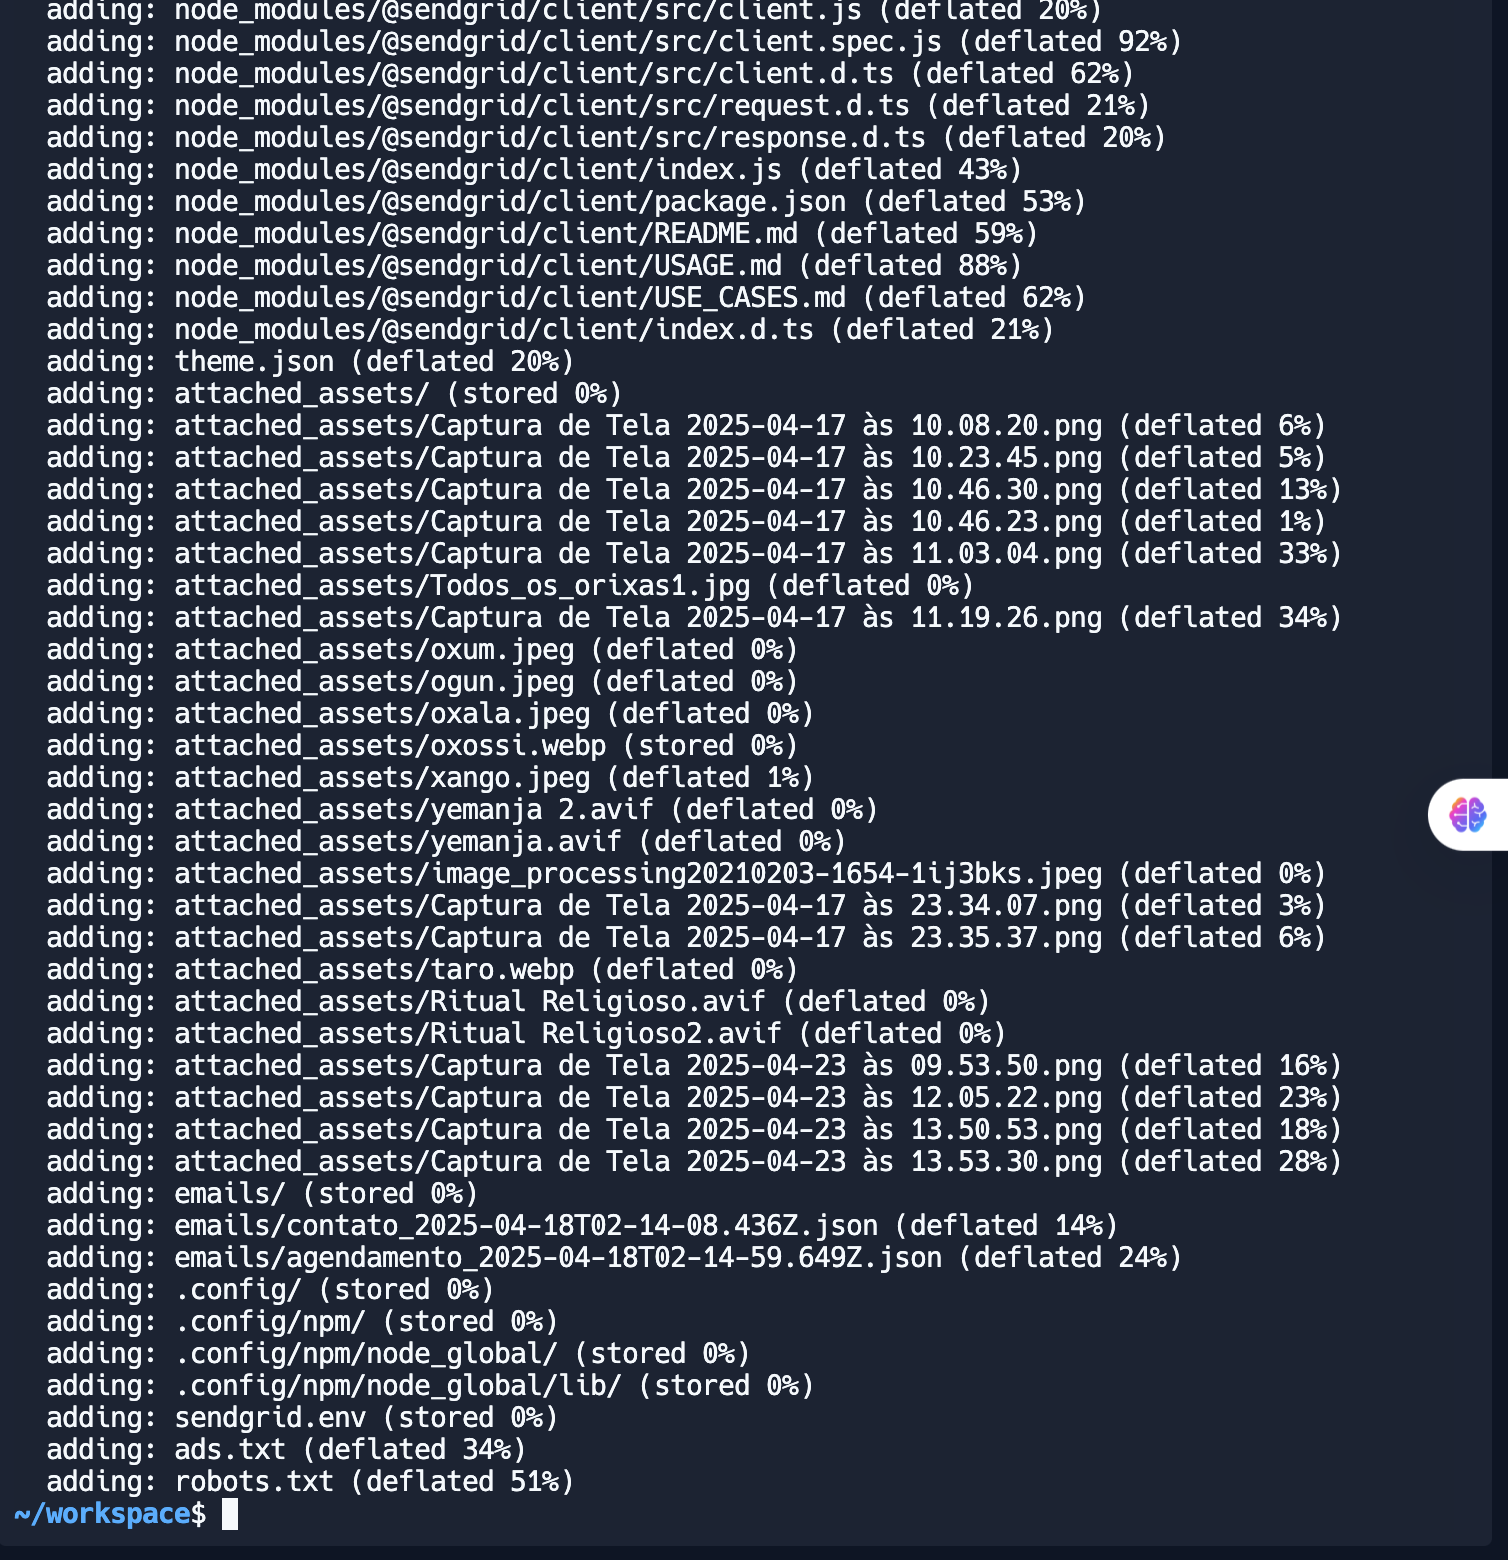 adding: node_modules/@sendgrid/client/src/client.js (deflated 20%)
adding: node_modules/@sendgrid/client/src/client.spec.js (deflated 92%)
adding: node_modules/@sendgrid/client/src/client.d.ts (deflated 62%)
adding: node_modules/@sendgrid/client/src/request.d.ts (deflated 21%)
adding: node_modules/@sendgrid/client/src/response.d.ts (deflated 20%)
adding: node_modules/@sendgrid/client/index.js (deflated 43%)
adding: node_modules/@sendgrid/client/package.json (deflated 53%)
adding: node_modules/@sendgrid/client/README.md (deflated 59%)
adding: node_modules/@sendgrid/client/USAGE.md (deflated 88%)
adding: node_modules/@sendgrid/client/USE_CASES.md (deflated 62%)
adding: node_modules/@sendgrid/client/index.d.ts (deflated 21%)
adding: theme.json (deflated 20%)
adding: attached_assets/ (stored 0%)
adding: attached_assets/Captura de Tela 2025-04-17 às 10.08.20.png (deflated 6%)
adding: attached_assets/Captura de Tela 2025-04-17 às 10.23.45.png (deflated 5%)
adding: attached_assets/Captura de Tela 2025-04-17 às 10.46.30.png (deflated 13%)
adding: attached_assets/Captura de Tela 2025-04-17 às 10.46.23.png (deflated 1%)
adding: attached_assets/Captura de Tela 2025-04-17 às 11.03.04.png (deflated 33%)
adding: attached_assets/Todos_os_orixas1.jpg (deflated 0%)
adding: attached_assets/Captura de Tela 2025-04-17 às 11.19.26.png (deflated 34%)
adding: attached_assets/oxum.jpeg (deflated 0%)
adding: attached_assets/ogun.jpeg (deflated 0%)
adding: attached_assets/oxala.jpeg (deflated 0%)
adding: attached_assets/oxossi.webp (stored 0%)
adding: attached_assets/xango.jpeg (deflated 1%)
adding: attached_assets/yemanja 2.avif (deflated 0%)
adding: attached_assets/yemanja.avif (deflated 0%)
adding: attached_assets/image_processing20210203-1654-1ij3bks.jpeg (deflated 0%)
adding: attached_assets/Captura de Tela 2025-04-17 às 23.34.07.png (deflated 3%)
adding: attached_assets/Captura de Tela 2025-04-17 às 23.35.37.png (deflated 6%)
adding: attached_assets/taro.webp (deflated 0%)
adding: attached_assets/Ritual Religioso.avif (deflated 0%)
adding: attached_assets/Ritual Religioso2.avif (deflated 0%)
adding: attached_assets/Captura de Tela 2025-04-23 às 09.53.50.png (deflated 16%)
adding: attached_assets/Captura de Tela 2025-04-23 às 12.05.22.png (deflated 23%)
adding: attached_assets/Captura de Tela 2025-04-23 às 13.50.53.png (deflated 18%)
adding: attached_assets/Captura de Tela 2025-04-23 às 13.53.30.png (deflated 28%)
adding: emails/ (stored 0%)
adding: emails/contato_2025-04-18T02-14-08.436Z.json (deflated 14%)
adding: emails/agendamento_2025-04-18T02-14-59.649Z.json (deflated 24%)
adding: .config/ (stored 0%)
adding: .config/npm/ (stored 0%)
adding: .config/npm/node_global/ (stored 0%)
adding: .config/npm/node_global/lib/ (stored 0%)
adding: sendgrid.env (stored 0%)
adding: ads.txt (deflated 34%)
adding: robots.txt (deflated 51%)
~/workspace$